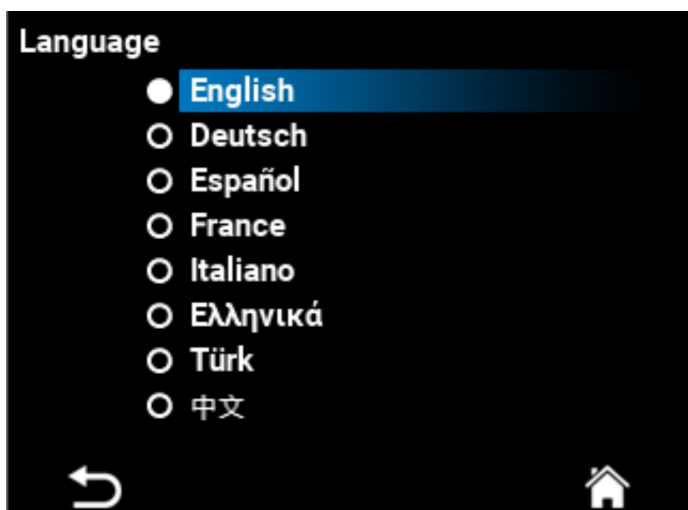 Language
English
Deutsch
Español
France
Italiano
Ελληνικά
Türk
中文